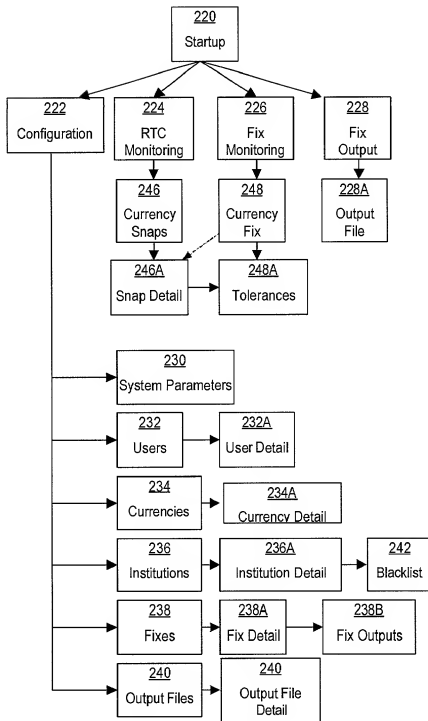 220
Startup
222
Configuration
224
RTC
Monitoring
226
Fix
Monitoring
228
Fix
Output
246
Currency
Snaps
248
Currency
Fix
228A
Output
File
246A
Snap Detail
248A
Tolerances
230
System Parameters
232
Users
232A
User Detail
234
Currencies
234A
Currency Detail
236
Institutions
236A
Institution Detail
242
Blacklist
238
Fixes
238A
Fix Detail
238B
Fix Outputs
240
Output Files
240
Output File
Detail